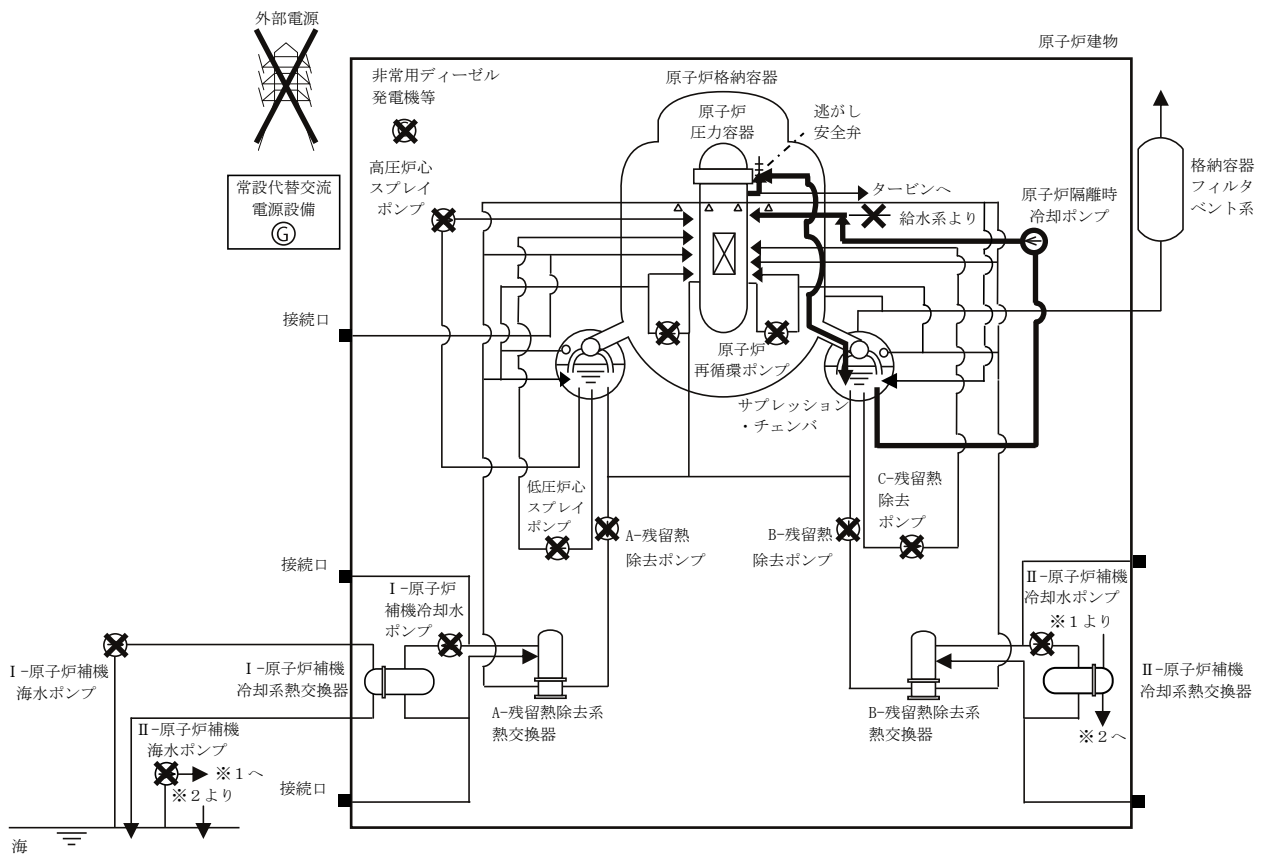 外部電源
原子炉建物
非常用ディーゼル
発電機等
原子炉格納容器
原子炉
圧力容器
逃がし
安全弁
高圧炉心
スプレイ
ポンプ
常設代替交流
電源設備
G
タービンへ
給水系より
原子炉隔離時
冷却ポンプ
格納容器
フィルタ
ベント系
接続口
原子炉
再循環ポンプ
サプレッション
・チェンバ
低圧炉心
スプレイ
ポンプ
A-残留熱
除去ポンプ
B-残留熱
除去ポンプ
C-残留熱
除去
ポンプ
接続口
Ⅰ-原子炉
補機冷却水
ポンプ
Ⅱ-原子炉補機
冷却水ポンプ
※1より
Ⅰ-原子炉補機
海水ポンプ
Ⅰ-原子炉補機
冷却系熱交換器
Ⅱ-原子炉補機
冷却系熱交換器
A-残留熱除去系
熱交換器
B-残留熱除去系
熱交換器
※2へ
Ⅱ-原子炉補機
海水ポンプ
※1へ
※2より
接続口
海